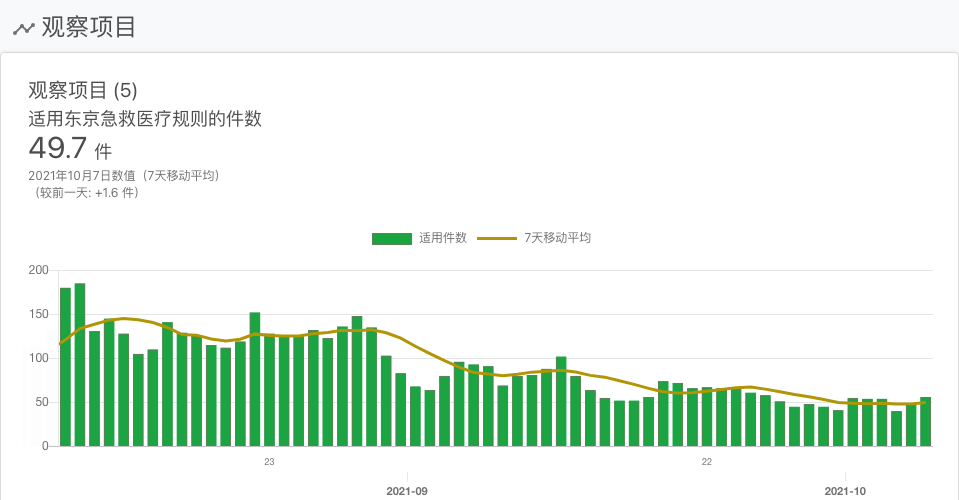 观察项目
观察项目 (5)
适用东京急救医疗规则的件数
49.7 件
2021年10月7日数值（7天移动平均）
（较前一天: +1.6 件）
适用件数 7天移动平均
200
150
100
50
0
23 22
2021-09 2021-10